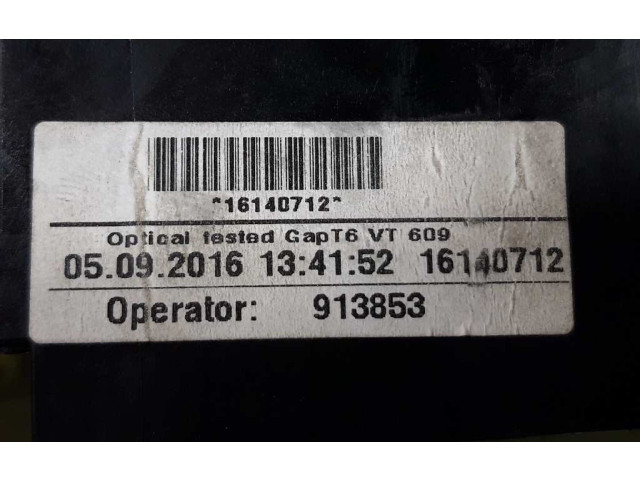 *16140712*
Optical tested GapT6 VT 609
05.09.2016 13:41:52 16140712
Operator: 913853